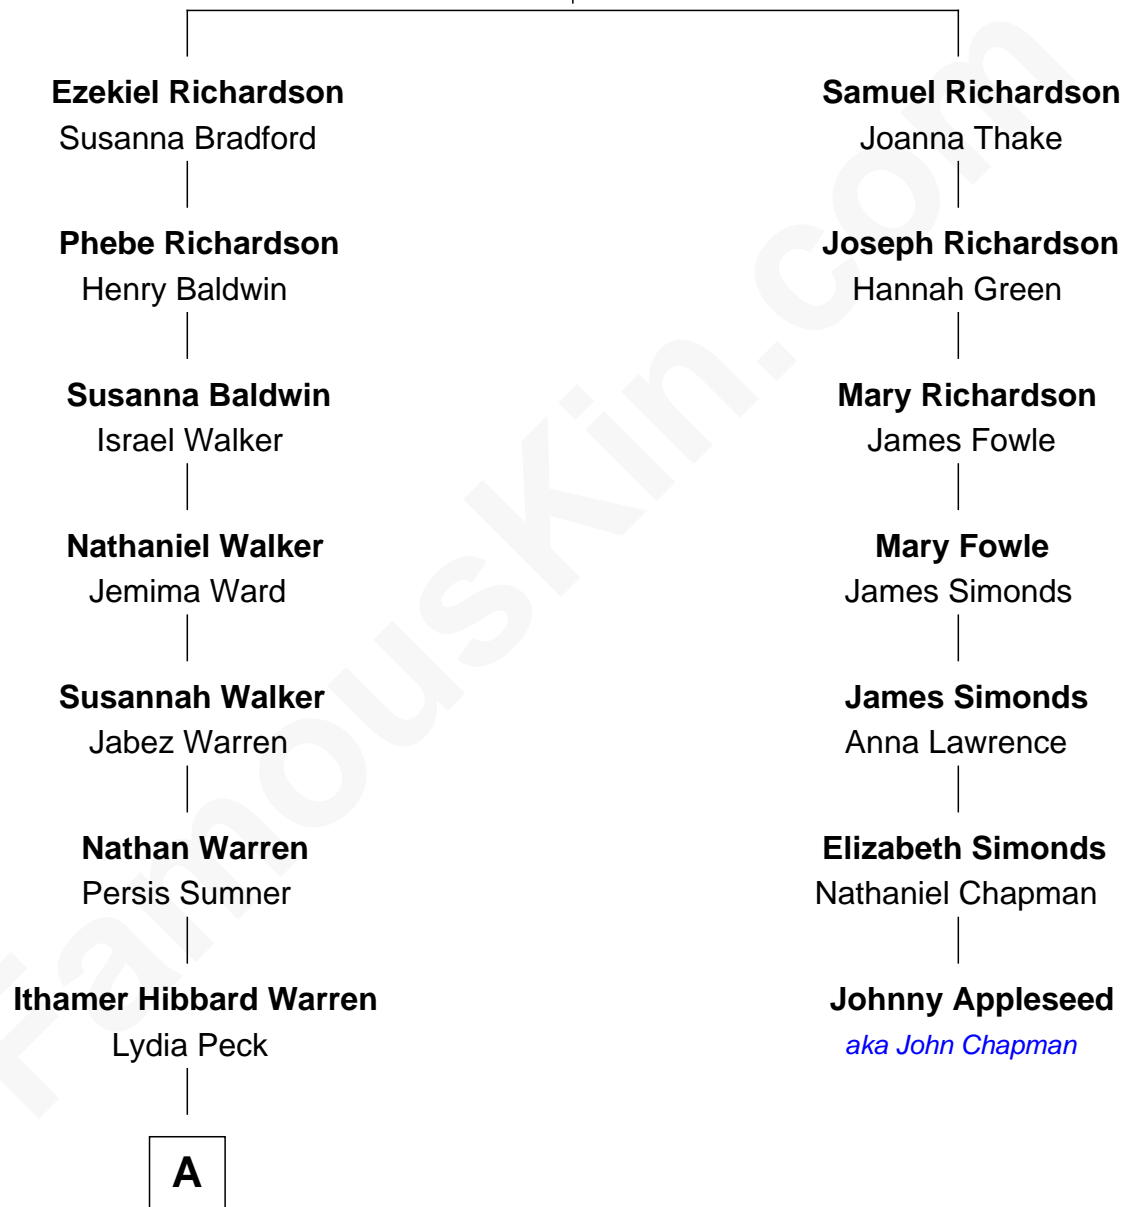 Ezekiel Richardson
Susanna Bradford
Phebe Richardson
Henry Baldwin
Susanna Baldwin
Israel Walker
Nathaniel Walker
Jemima Ward
Susannah Walker
Jabez Warren
Nathan Warren
Persis Sumner
Ithamer Hibbard Warren
Lydia Peck
A
Samuel Richardson
Joanna Thake
Joseph Richardson
Hannah Green
Mary Richardson
James Fowle
Mary Fowle
James Simonds
James Simonds
Anna Lawrence
Elizabeth Simonds
Nathaniel Chapman
Johnny Appleseed
aka John Chapman
FamousKin.com